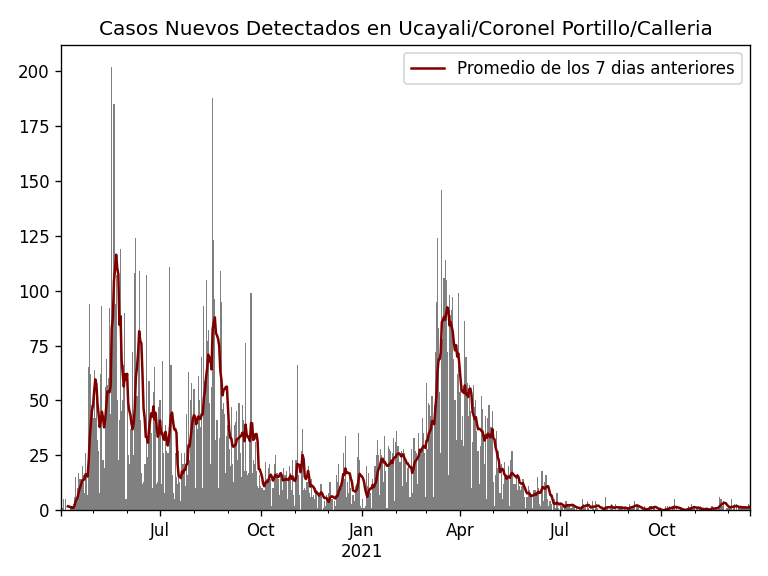 Casos Nuevos Detectados en Ucayali/Coronel Portillo/Calleria
Promedio de los 7 dias anteriores
200
175
150
125
100
75
50
25
0
Jul
Oct
Jan
Apr
Jul
Oct
2021